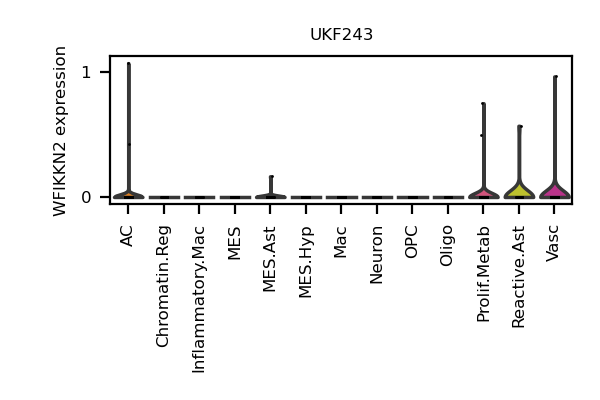 UKF243
WFIKKN2 expression
1
0
AC
Chromatin.Reg
Inflammatory.Mac
MES
MES.Ast
MES.Hyp
Mac
Neuron
OPC
Oligo
Prolif.Metab
Reactive.Ast
Vasc